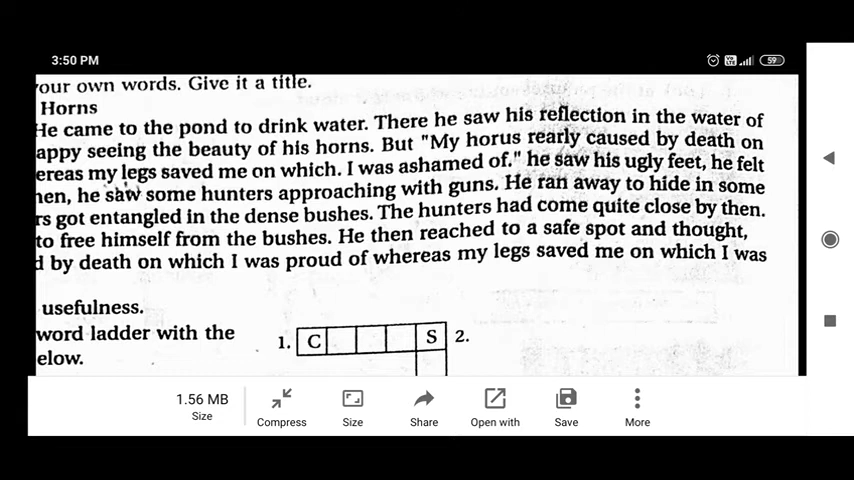 3:50 PM
59
your own words. Give it a title.
Horns
He came to the pond to drink water. There he saw his reflection in the water of
appy seeing the beauty of his horns. But "My horus rearly caused by death on
ereas my legs saved me on which. I was ashamed of." he saw his ugly feet, he felt
hen, he saw some hunters approaching with guns. He ran away to hide in some
rs got entangled in the dense bushes. The hunters had come quite close by then.
to free himself from the bushes. He then reached to a safe spot and thought,
d by death on which I was proud of whereas my legs saved me on which I was
usefulness.
word ladder with the
elow.
1. C S 2.
1.56 MB
Size
Compress
Size
Share
Open with
Save
More